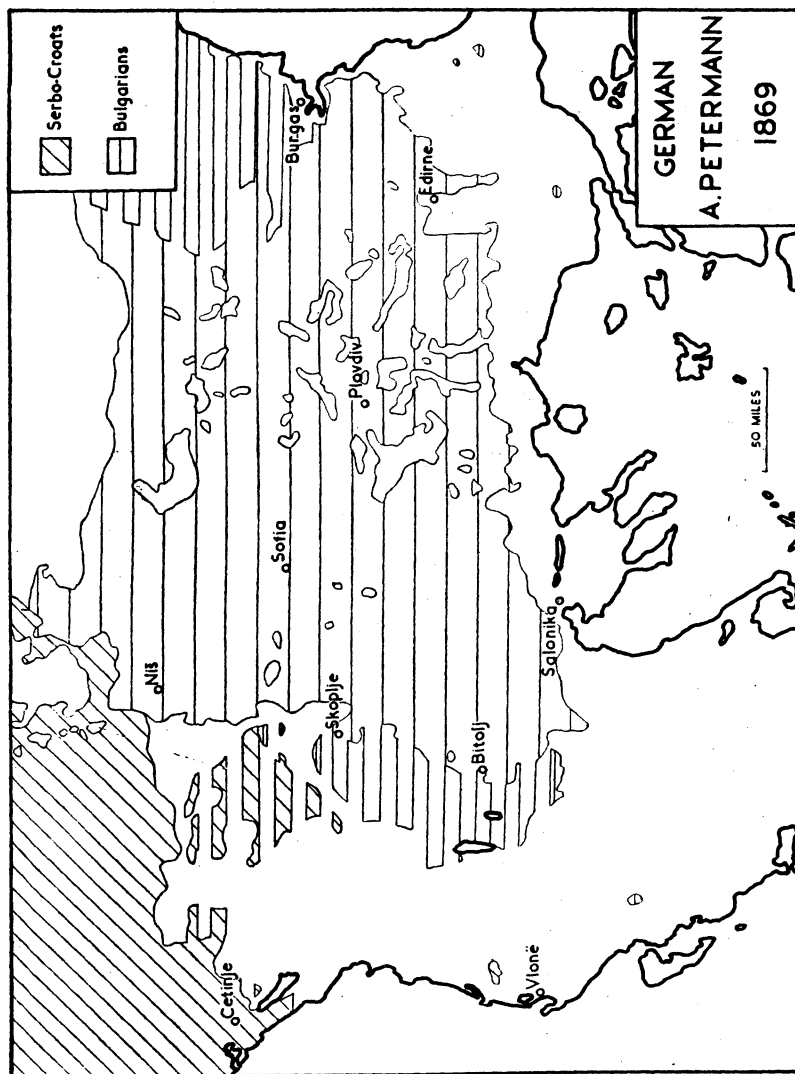 Serbo-Croats
Bulgarians
Burgas
Edirne
Plovdiv
Sofia
Niš
Skoplje
Bitolj
Salonika
Cetinje
Vlonë
50 MILES
GERMAN
A. PETERMANN
1869